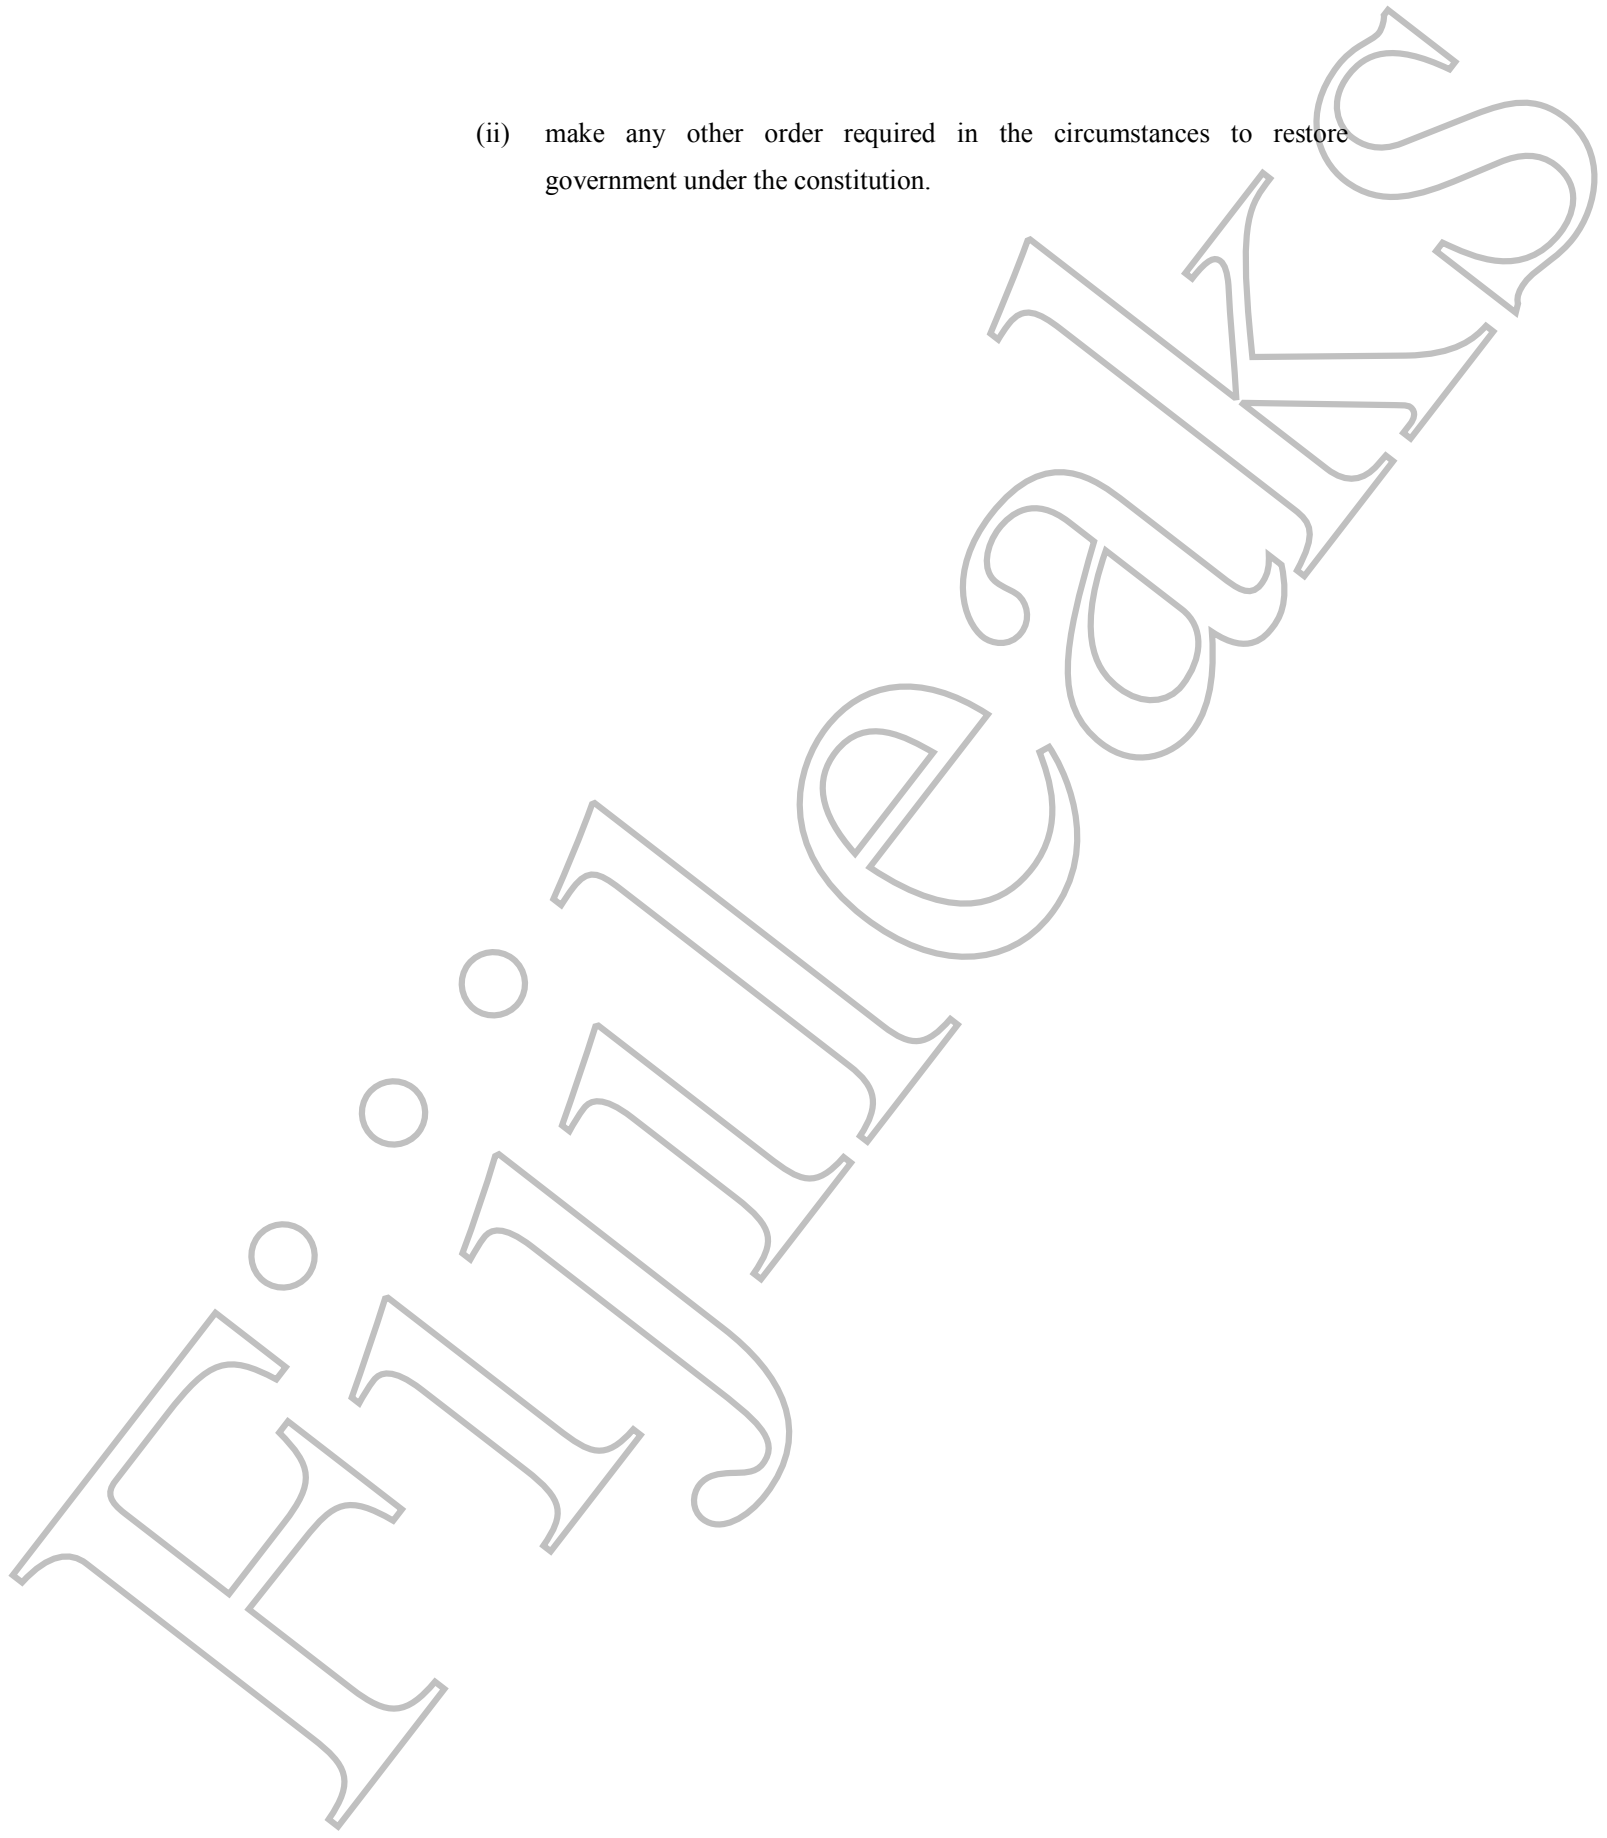 (ii) make any other order required in the circumstances to restore
government under the constitution.
Fijileaks